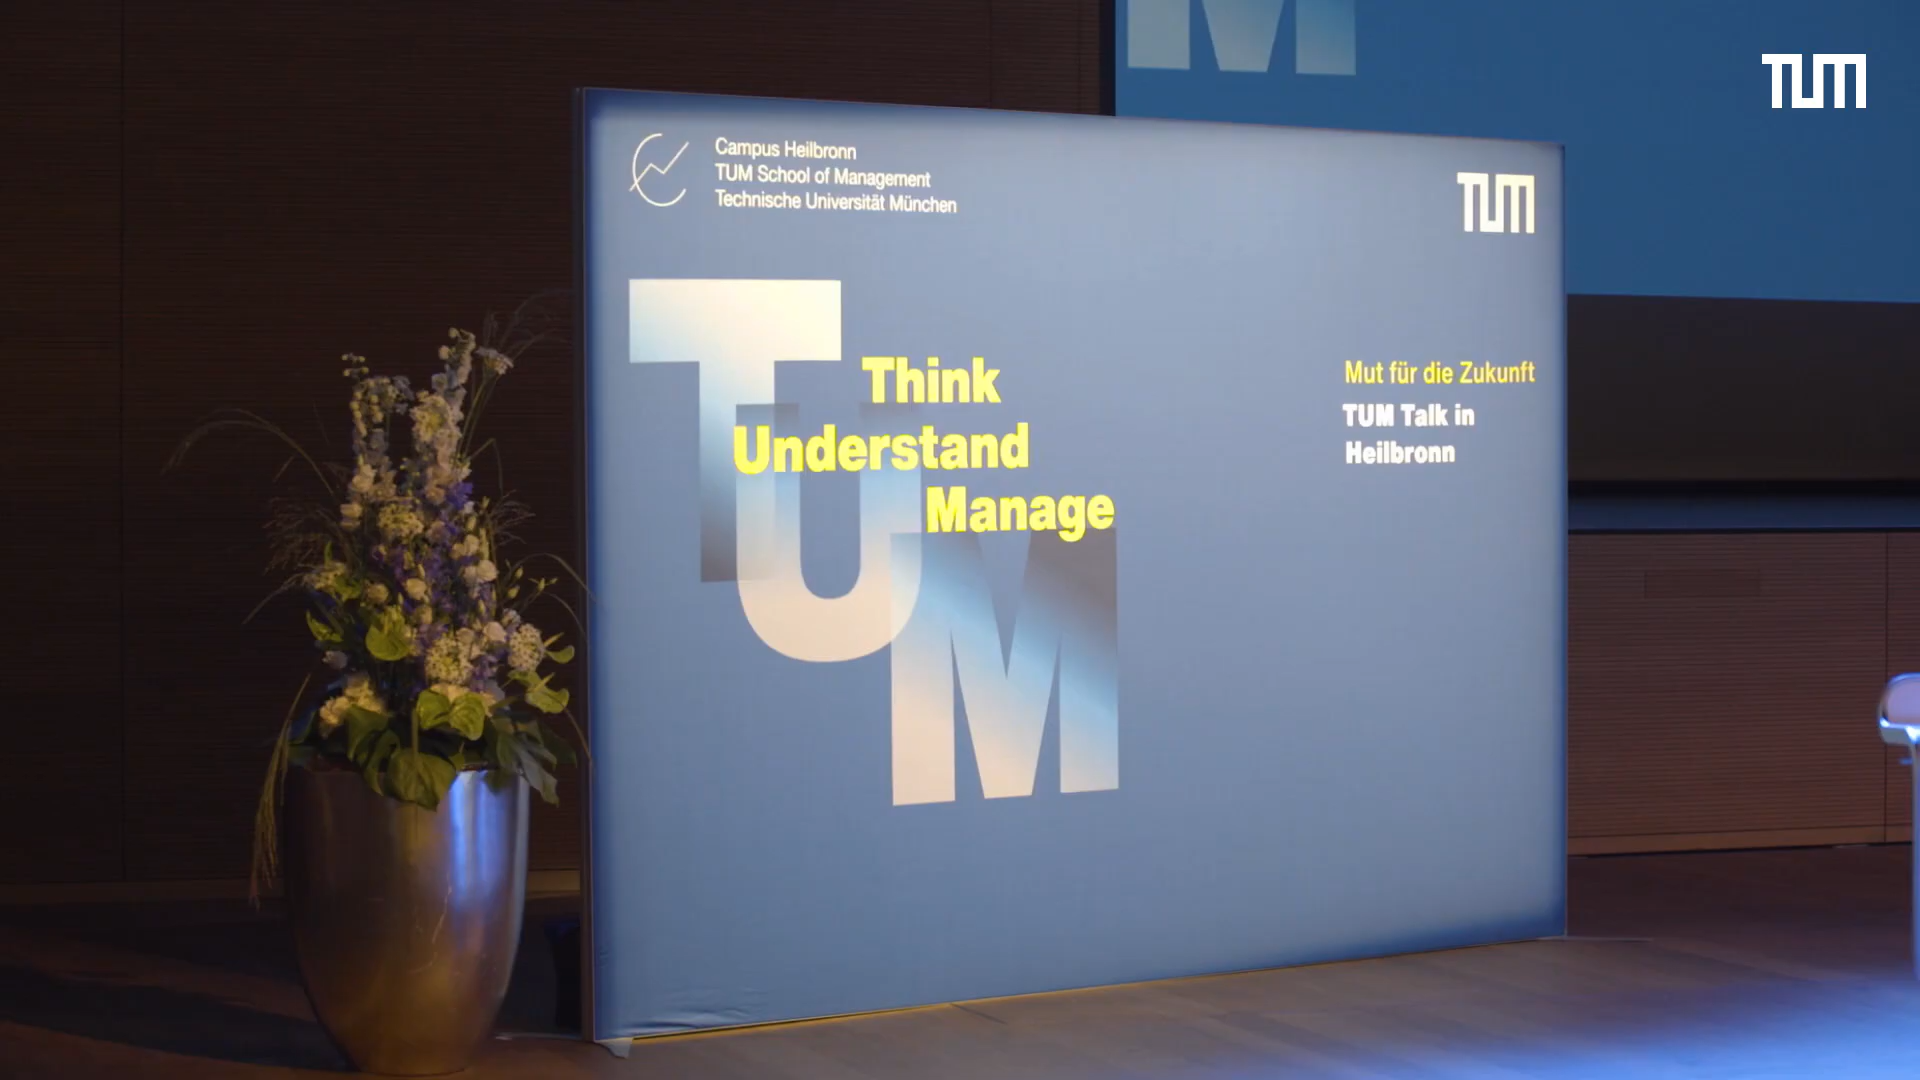 Campus Heilbronn
TUM School of Management
Technische Universität München
TUM
TUM
Think
Understand
Manage
TUM
Mut für die Zukunft
TUM Talk in
Heilbronn
M